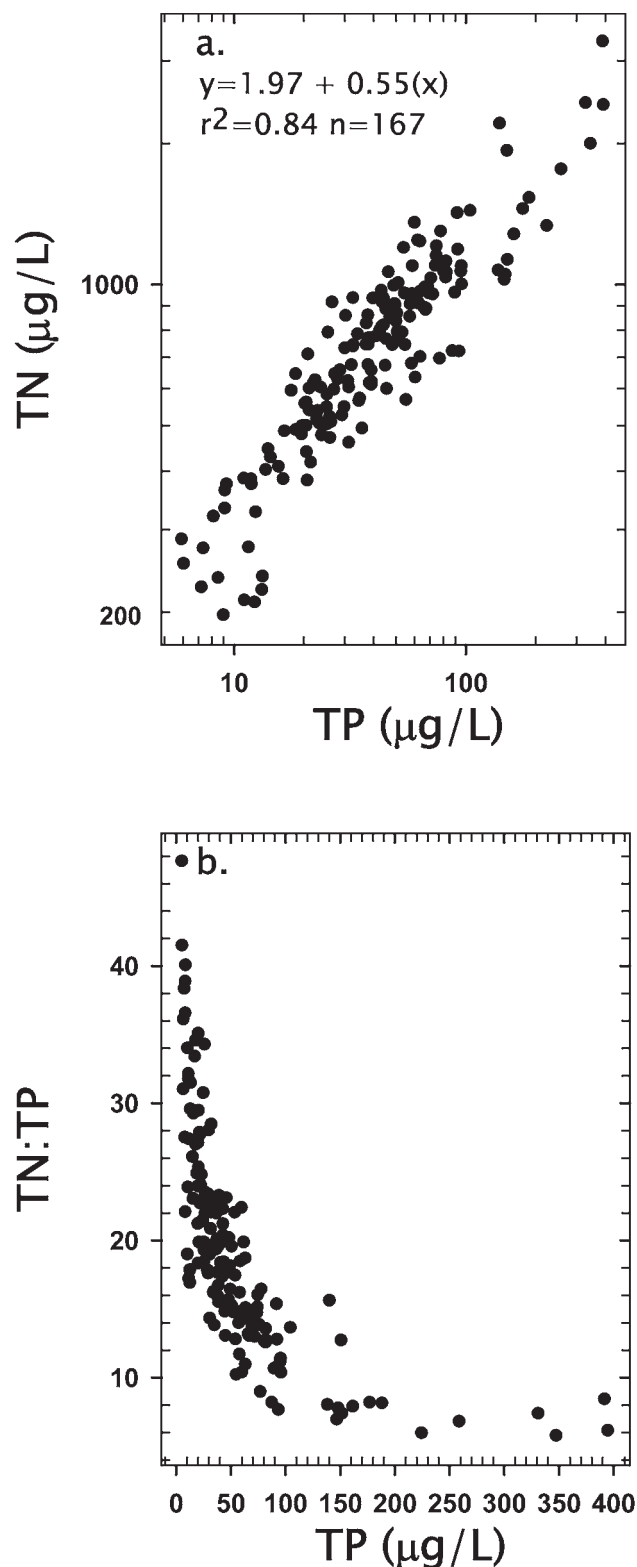 a.
y=1.97 + 0.55(x)
r²=0.84 n=167
TN (μg/L)
1000
200
10 100
TP (μg/L)
b.
TN:TP
40
30
20
10
0 50 100 150 200 250 300 350 400
TP (μg/L)